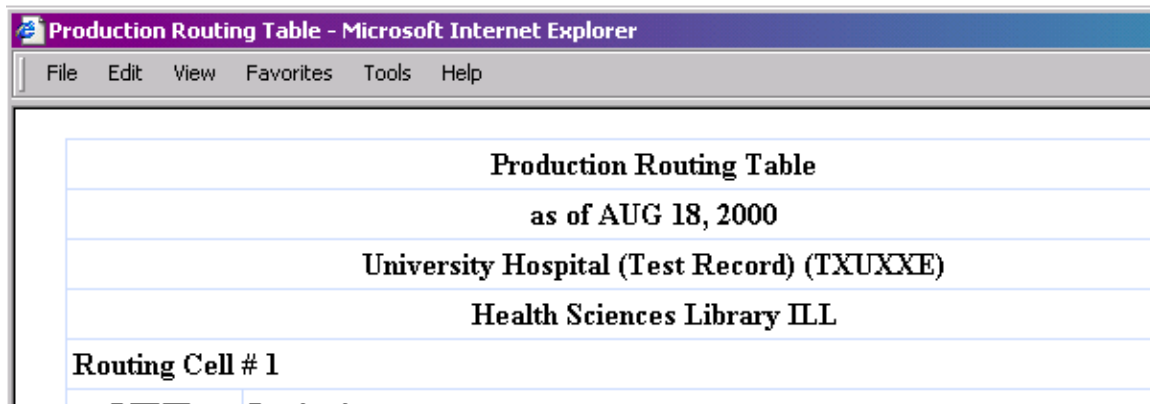 Production Routing Table - Microsoft Internet Explorer
File Edit View Favorites Tools Help
Production Routing Table
as of AUG 18, 2000
University Hospital (Test Record) (TXUXXE)
Health Sciences Library ILL
Routing Cell # 1